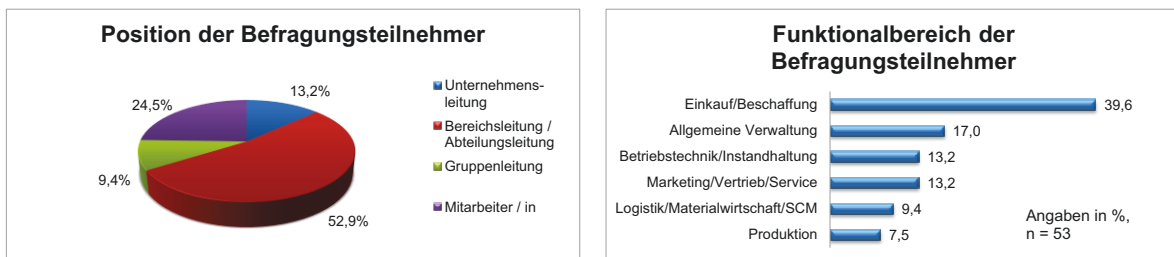 Position der Befragungsteilnehmer
13,2%
24,5%
9,4%
52,9%
Unternehmens-
leitung
Bereichsleitung /
Abteilungsleitung
Gruppenleitung
Mitarbeiter / in
Funktionalbereich der
Befragungsteilnehmer
Einkauf/Beschaffung 39,6
Allgemeine Verwaltung 17,0
Betriebstechnik/Instandhaltung 13,2
Marketing/Vertrieb/Service 13,2
Logistik/Materialwirtschaft/SCM 9,4
Produktion 7,5
Angaben in %,
n = 53